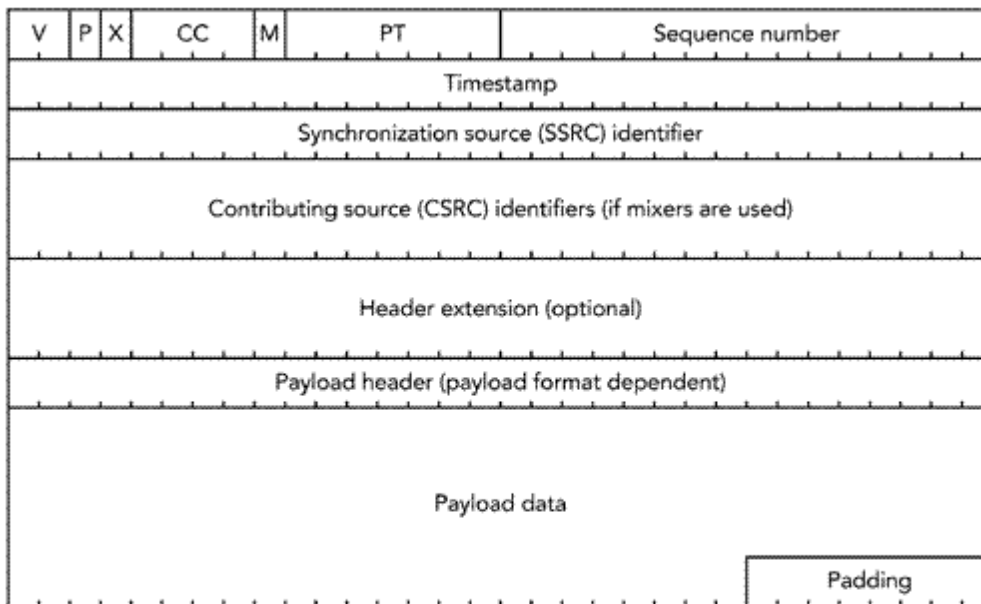 V P X CC M PT Sequence number
Timestamp
Synchronization source (SSRC) identifier
Contributing source (CSRC) identifiers (if mixers are used)
Header extension (optional)
Payload header (payload format dependent)
Payload data
Padding